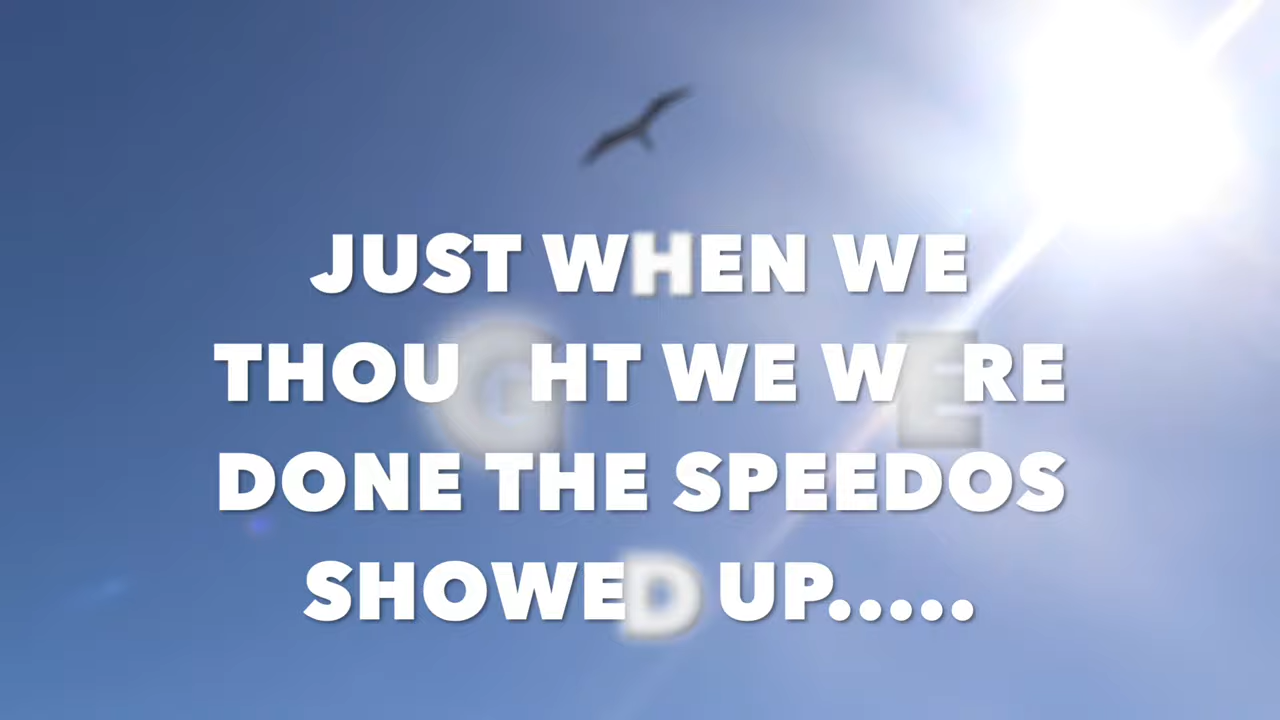 JUST WHEN WE
THOUGHT WE WERE
DONE THE SPEEDOS
SHOWED UP.....